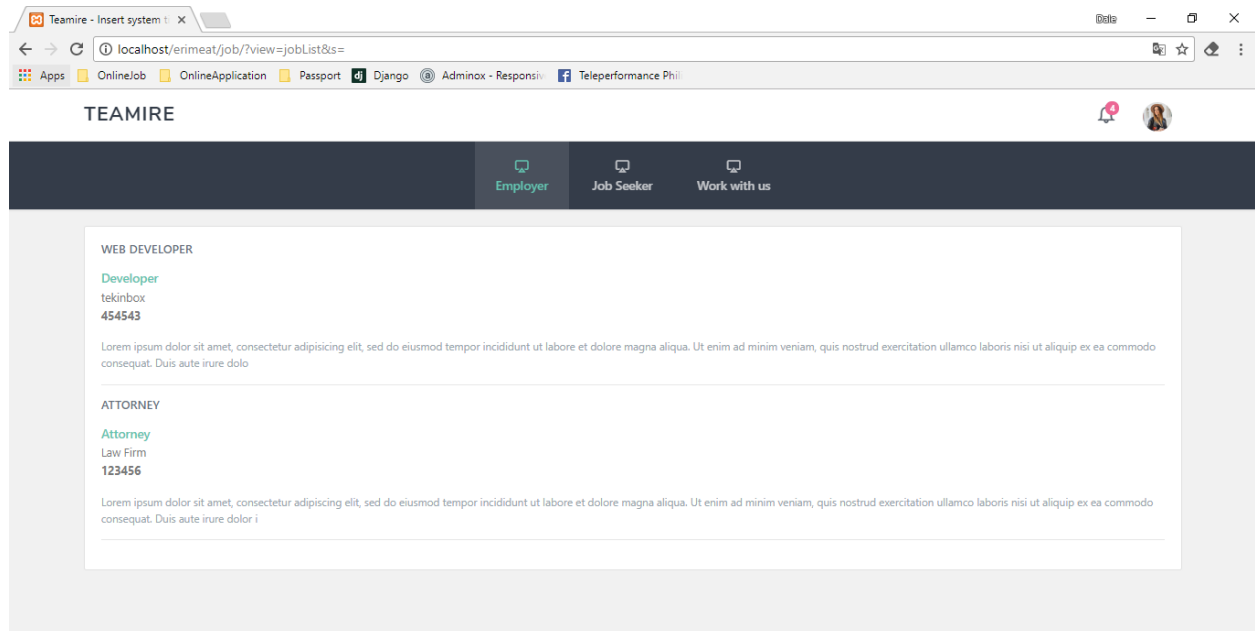 Teamire - Insert system ti
Dale
localhost/erimeat/job/?view=jobList&s=
Apps OnlineJob OnlineApplication Passport dj Django Adminox - Responsiv Teleperformance Phil
TEAMIRE
4
Employer Job Seeker Work with us
WEB DEVELOPER
Developer
tekinbox
454543
Lorem ipsum dolor sit amet, consectetur adipisicing elit, sed do eiusmod tempor incididunt ut labore et dolore magna aliqua. Ut enim ad minim veniam, quis nostrud exercitation ullamco laboris nisi ut aliquip ex ea commodo
consequat. Duis aute irure dolo
ATTORNEY
Attorney
Law Firm
123456
Lorem ipsum dolor sit amet, consectetur adipiscing elit, sed do eiusmod tempor incididunt ut labore et dolore magna aliqua. Ut enim ad minim veniam, quis nostrud exercitation ullamco laboris nisi ut aliquip ex ea commodo
consequat. Duis aute irure dolor i